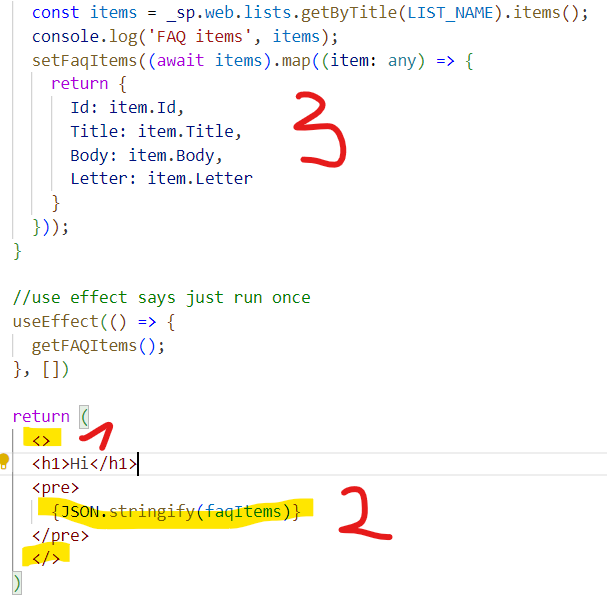 const items = _sp.web.lists.getByTitle(LIST_NAME).items();
console.log('FAQ items', items);
setFaqItems((await items).map((item: any) => {
return {
Id: item.Id,
Title: item.Title,
Body: item.Body,
Letter: item.Letter
}
}));
}
3
//use effect says just run once
useEffect(() => {
getFAQItems();
}, [])
return (
<> 1
<h1>Hi</h1>
<pre>
{JSON.stringify(faqItems)} 2
</pre>
</>
)